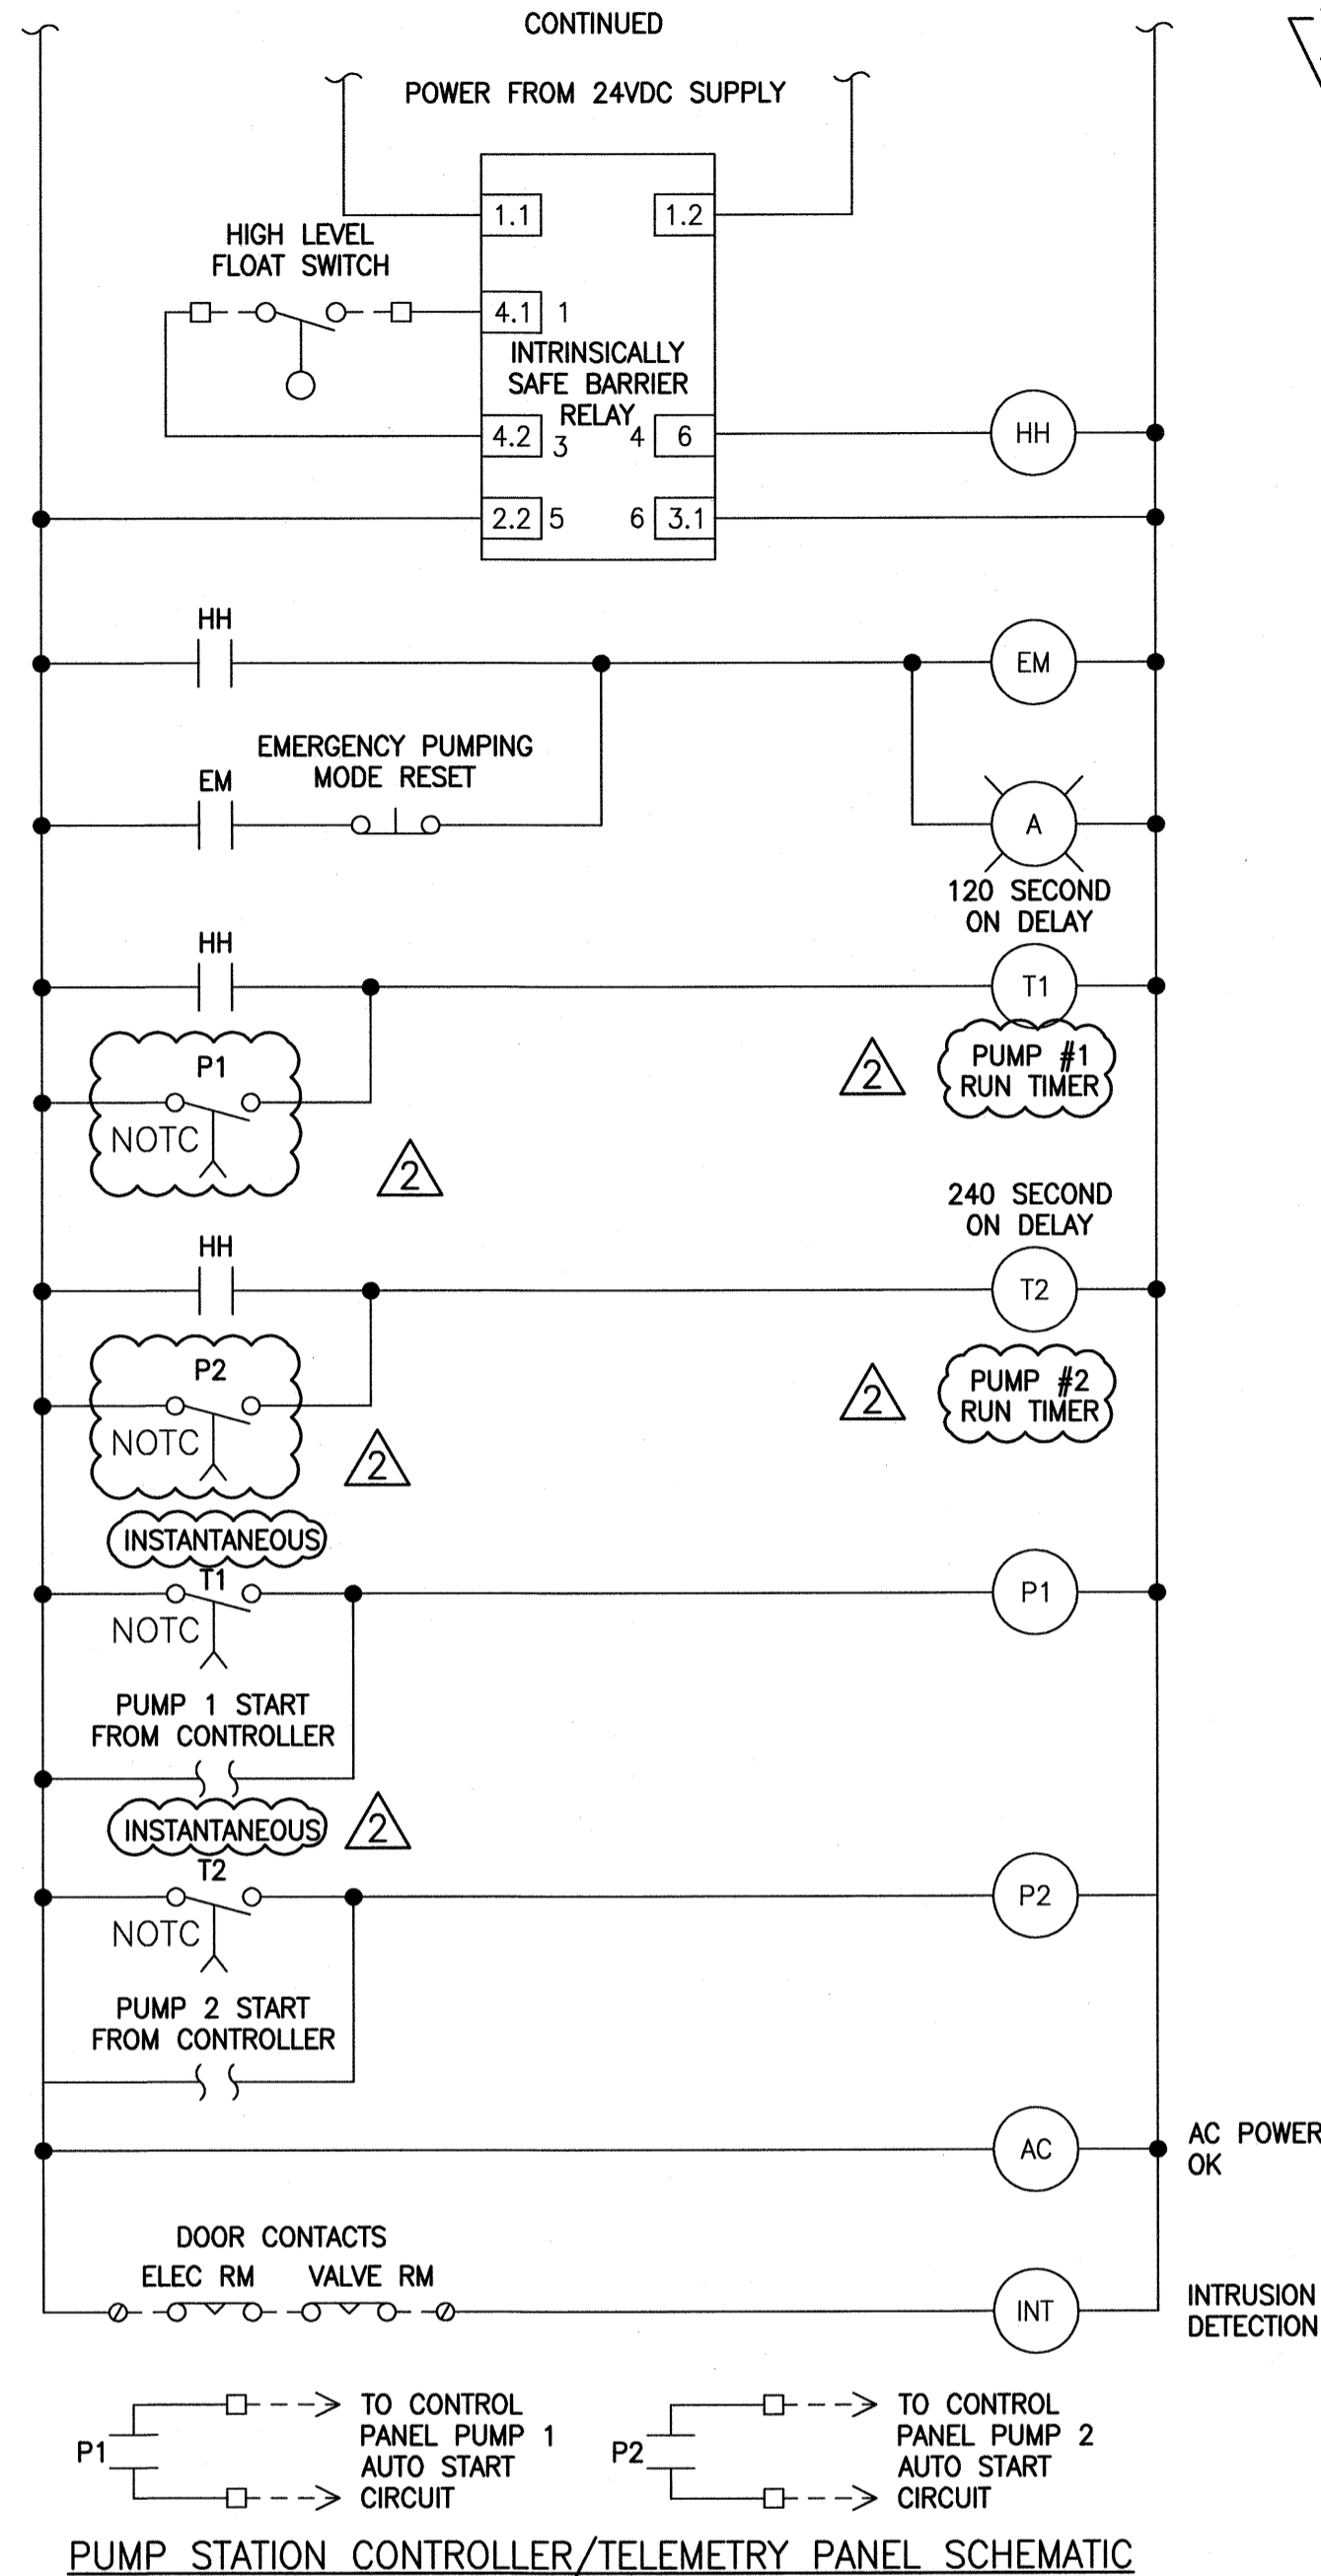 CONTINUED
POWER FROM 24VDC SUPPLY
1.1
1.2
HIGH LEVEL
FLOAT SWITCH
4.1 1
INTRINSICALLY
SAFE BARRIER
RELAY
4.2 3
4 6
HH
2.2 5
6 3.1
HH
EM
EMERGENCY PUMPING
MODE RESET
EM
A
120 SECOND
ON DELAY
HH
T1
P1
NOTC
2
PUMP #1
RUN TIMER
2
240 SECOND
ON DELAY
HH
T2
P2
NOTC
2
PUMP #2
RUN TIMER
2
INSTANTANEOUS
T1
NOTC
P1
PUMP 1 START
FROM CONTROLLER
INSTANTANEOUS
2
T2
NOTC
P2
PUMP 2 START
FROM CONTROLLER
AC
AC POWER
OK
DOOR CONTACTS
ELEC RM VALVE RM
INT
INTRUSION
DETECTION
P1
TO CONTROL
PANEL PUMP 1
AUTO START
CIRCUIT
P2
TO CONTROL
PANEL PUMP 2
AUTO START
CIRCUIT
PUMP STATION CONTROLLER/TELEMETRY PANEL SCHEMATIC